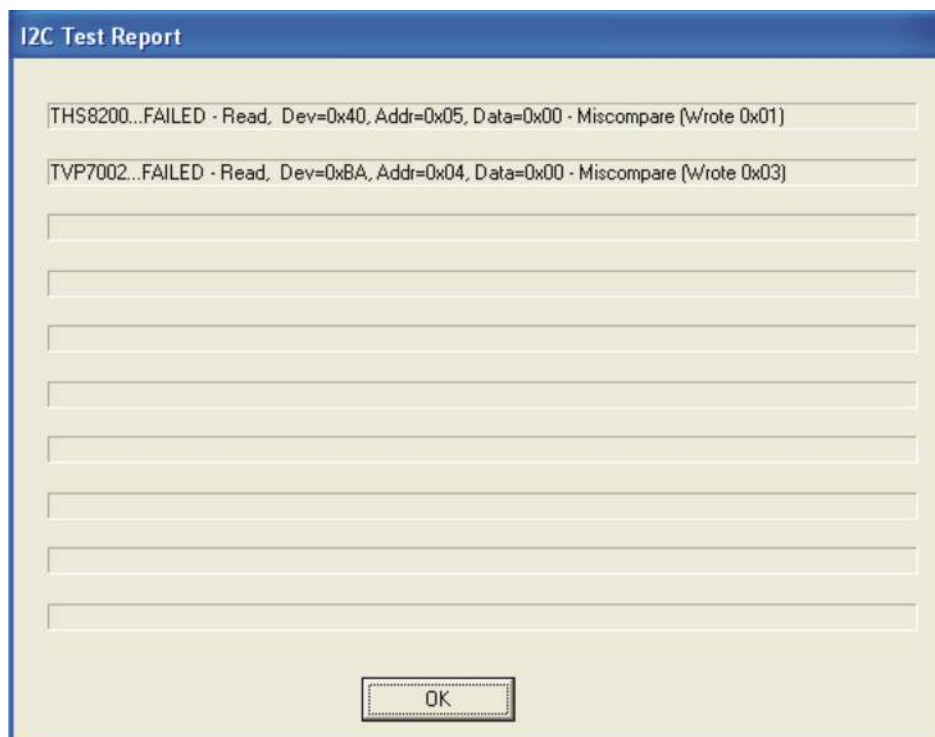 I2C Test Report
THS8200...FAILED - Read,  Dev=0x40, Addr=0x05, Data=0x00 - Miscompare (Wrote 0x01)
TVP7002...FAILED - Read,  Dev=0xBA, Addr=0x04, Data=0x00 - Miscompare (Wrote 0x03)
OK